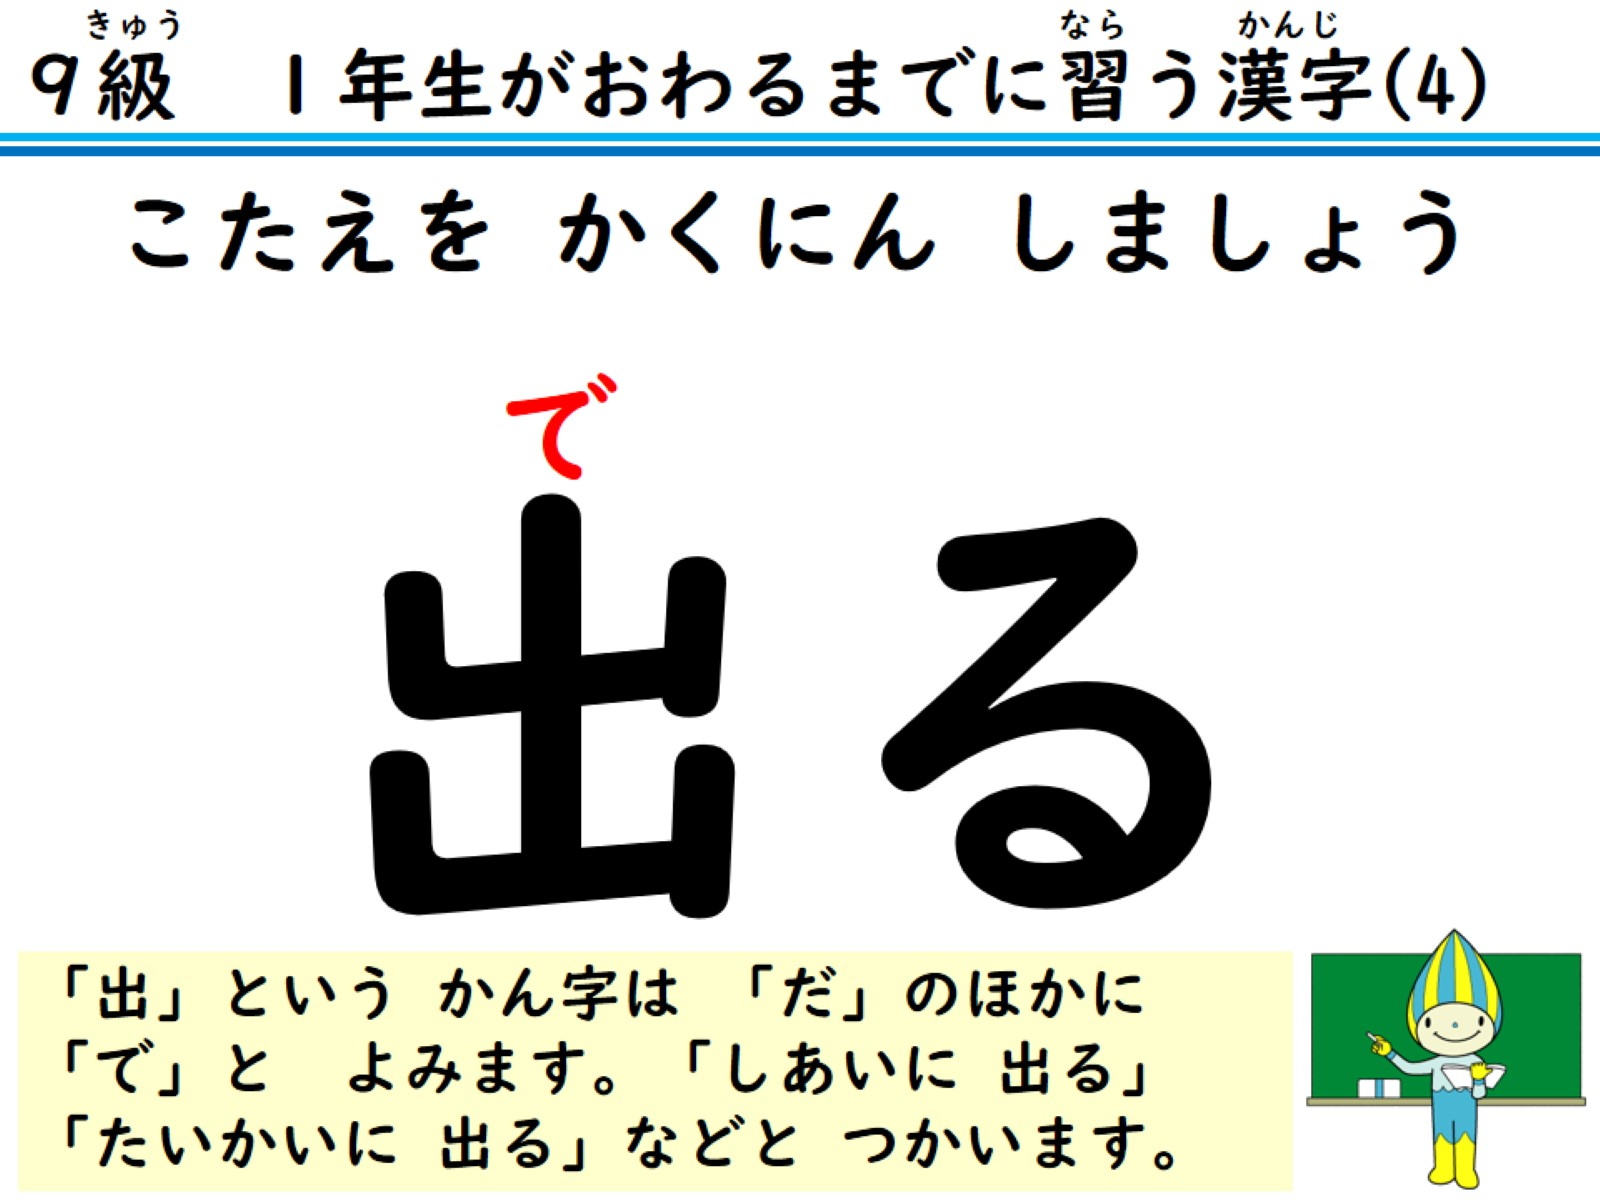 きゅう なら かんじ
9級 1年生がおわるまでに習う漢字(4)
こたえを かくにん しましょう
で
出る
「出」という かん字は 「だ」のほかに
「で」と よみます。「しあいに 出る」
「たいかいに 出る」などと つかいます。